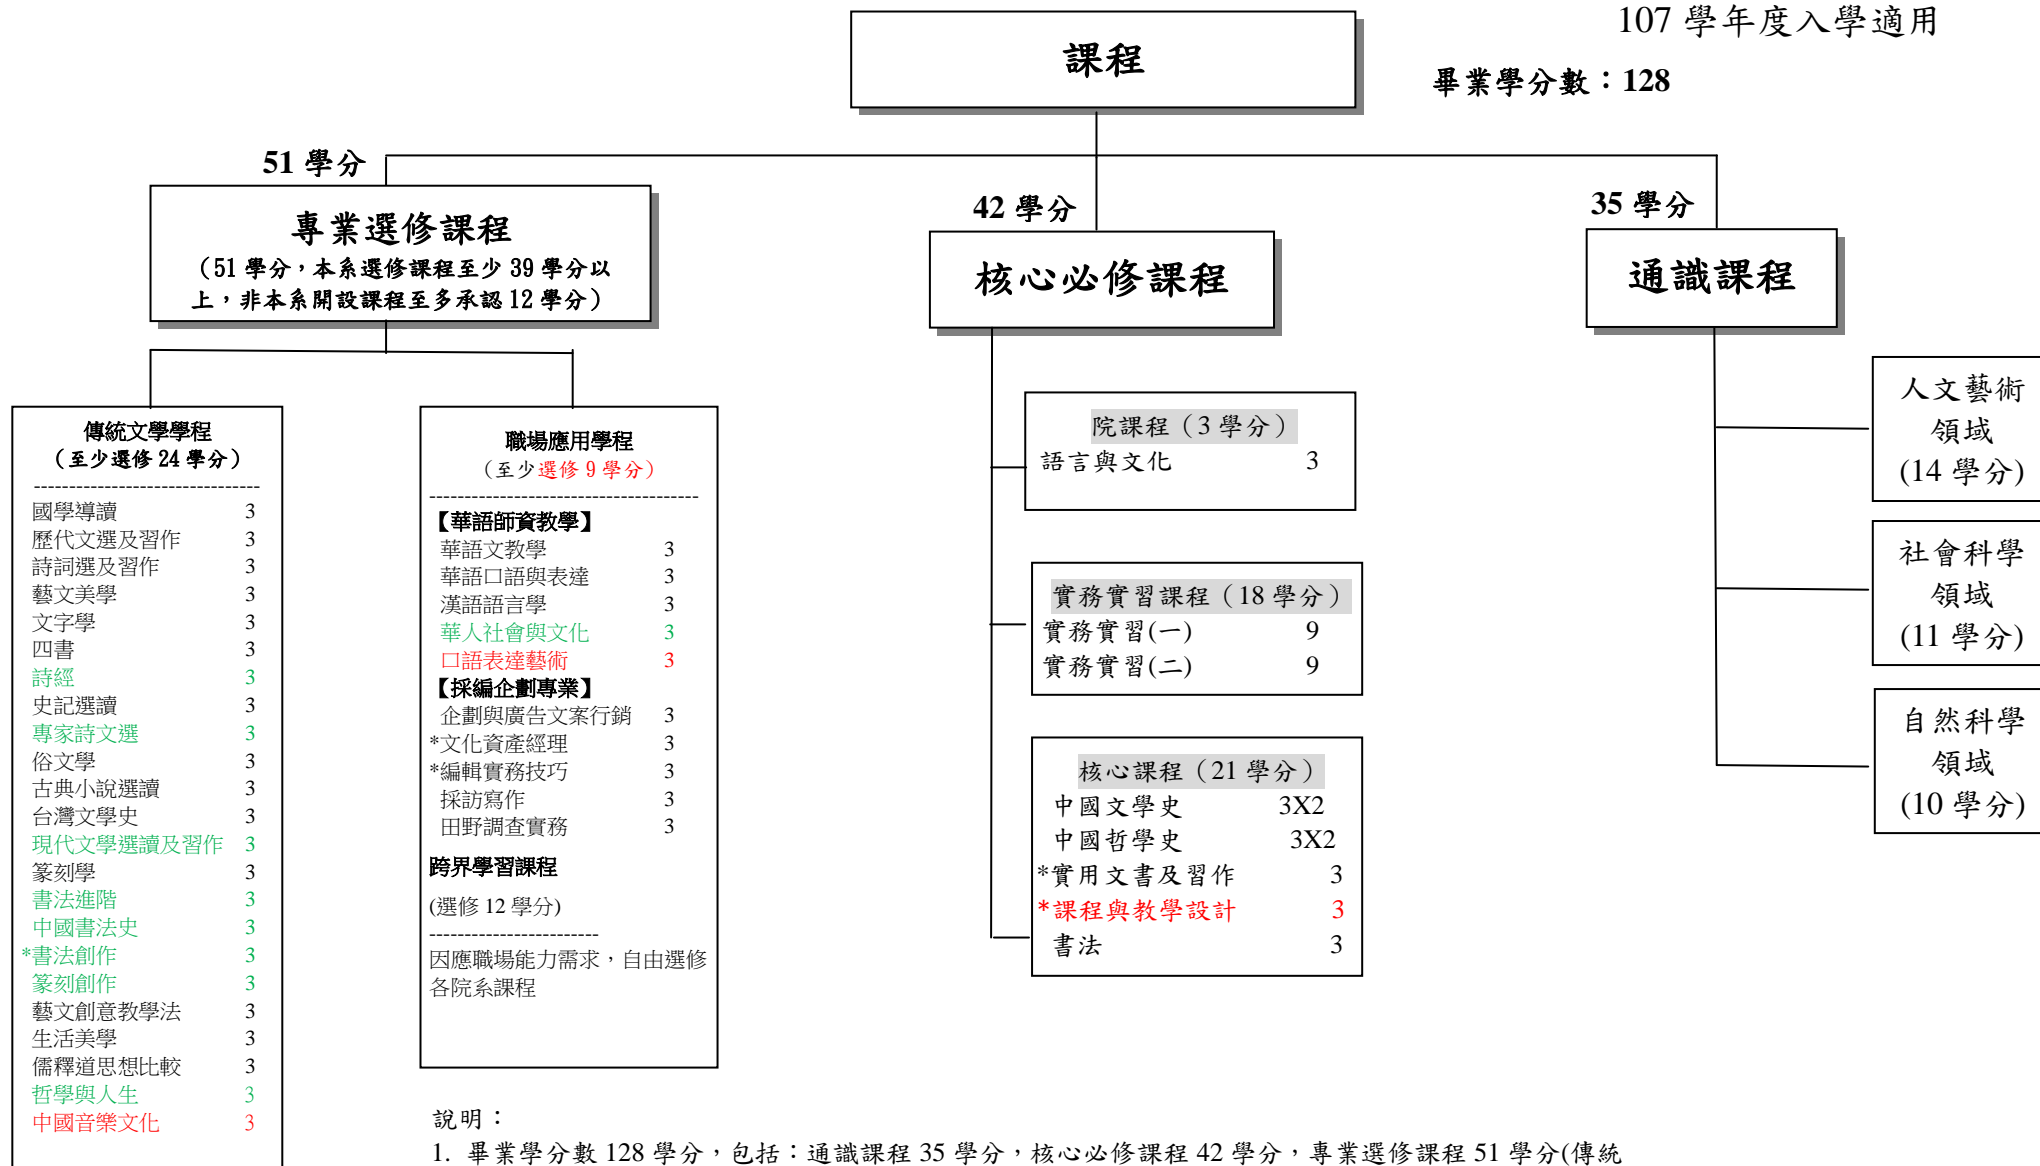 107 學年度入學適用
課程
畢業學分數：128
51 學分
專業選修課程
（51 學分，本系選修課程至少 39 學分以
上，非本系開設課程至多承認 12 學分）
42 學分
核心必修課程
35 學分
通識課程
傳統文學學程
（至少選修 24 學分）
--------------------------------
國學導讀 3
歷代文選及習作 3
詩詞選及習作 3
藝文美學 3
文字學 3
四書 3
詩經 3
史記選讀 3
專家詩文選 3
俗文學 3
古典小說選讀 3
台灣文學史 3
現代文學選讀及習作 3
篆刻學 3
書法進階 3
中國書法史 3
*書法創作 3
篆刻創作 3
藝文創意教學法 3
生活美學 3
儒釋道思想比較 3
哲學與人生 3
中國音樂文化 3
職場應用學程
（至少選修 9 學分）
--------------------------------------
【華語師資教學】
華語文教學 3
華語口語與表達 3
漢語語言學 3
華人社會與文化 3
口語表達藝術 3
【採編企劃專業】
企劃與廣告文案行銷 3
*文化資產經理 3
*編輯實務技巧 3
採訪寫作 3
田野調查實務 3
跨界學習課程
(選修 12 學分)
------------------------
因應職場能力需求，自由選修
各院系課程
院課程（3 學分）
語言與文化 3
實務實習課程（18 學分）
實務實習(一) 9
實務實習(二) 9
核心課程（21 學分）
中國文學史 3X2
中國哲學史 3X2
*實用文書及習作 3
*課程與教學設計 3
書法 3
人文藝術
領域
(14 學分)
社會科學
領域
(11 學分)
自然科學
領域
(10 學分)
說明：
1. 畢業學分數 128 學分，包括：通識課程 35 學分，核心必修課程 42 學分，專業選修課程 51 學分(傳統